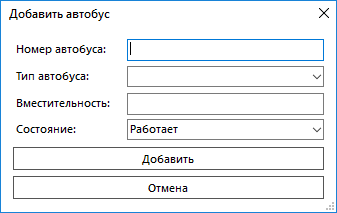 Добавить автобус
Номер автобуса:
Тип автобуса:
Вместительность:
Состояние: Работает
Добавить
Отмена